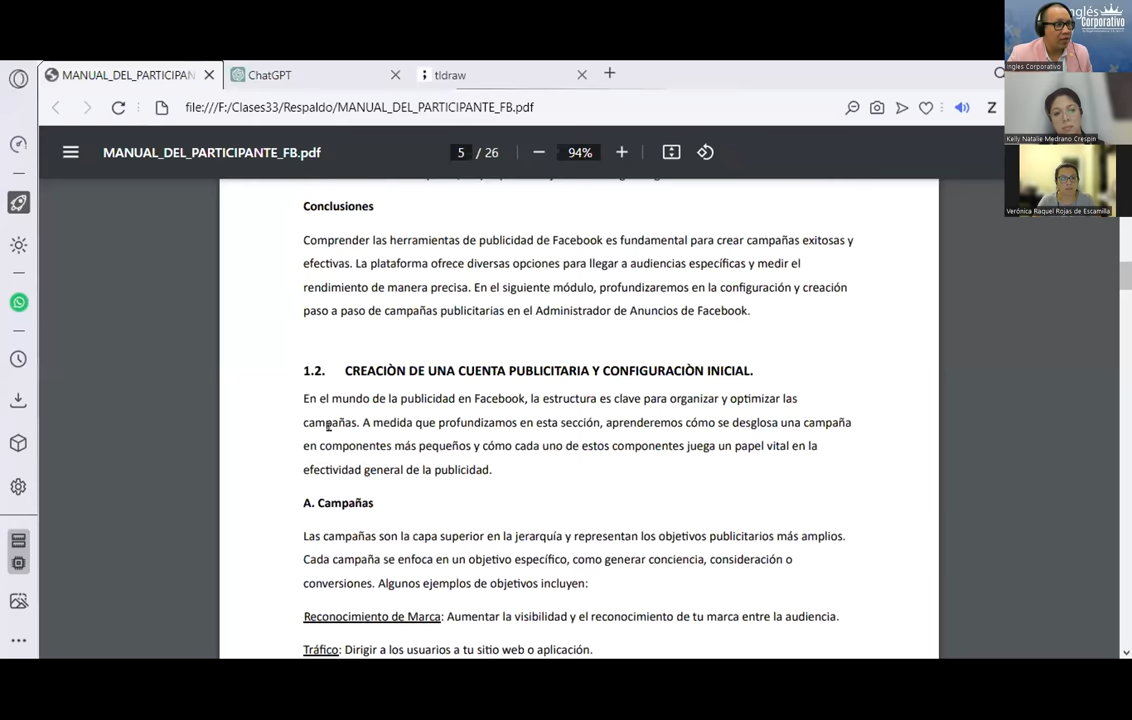 MANUAL_DEL_PARTICIPAN
ChatGPT
tldraw
file:///F:/Clases33/Respaldo/MANUAL_DEL_PARTICIPANTE_FB.pdf
Z
MANUAL_DEL_PARTICIPANTE_FB.pdf
5 / 26
94%
Inglés
Corporativo
Ingles Corporativo
Kelly Natalie Medrano Crespin
Verónica Raquel Rojas de Escamilla
Conclusiones
Comprender las herramientas de publicidad de Facebook es fundamental para crear campañas exitosas y
efectivas. La plataforma ofrece diversas opciones para llegar a audiencias específicas y medir el
rendimiento de manera precisa. En el siguiente módulo, profundizaremos en la configuración y creación
paso a paso de campañas publicitarias en el Administrador de Anuncios de Facebook.
1.2. CREACIÒN DE UNA CUENTA PUBLICITARIA Y CONFIGURACIÒN INICIAL.
En el mundo de la publicidad en Facebook, la estructura es clave para organizar y optimizar las
campañas. A medida que profundizamos en esta sección, aprenderemos cómo se desglosa una campaña
en componentes más pequeños y cómo cada uno de estos componentes juega un papel vital en la
efectividad general de la publicidad.
A. Campañas
Las campañas son la capa superior en la jerarquía y representan los objetivos publicitarios más amplios.
Cada campaña se enfoca en un objetivo específico, como generar conciencia, consideración o
conversiones. Algunos ejemplos de objetivos incluyen:
Reconocimiento de Marca: Aumentar la visibilidad y el reconocimiento de tu marca entre la audiencia.
Tráfico: Dirigir a los usuarios a tu sitio web o aplicación.